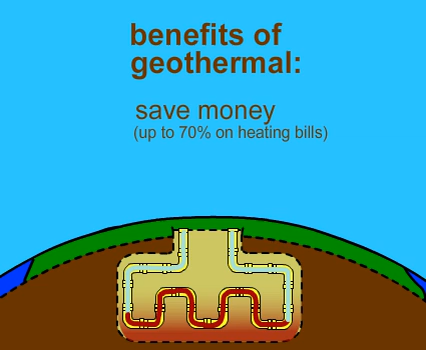 benefits of
geothermal:
save money
(up to 70% on heating bills)